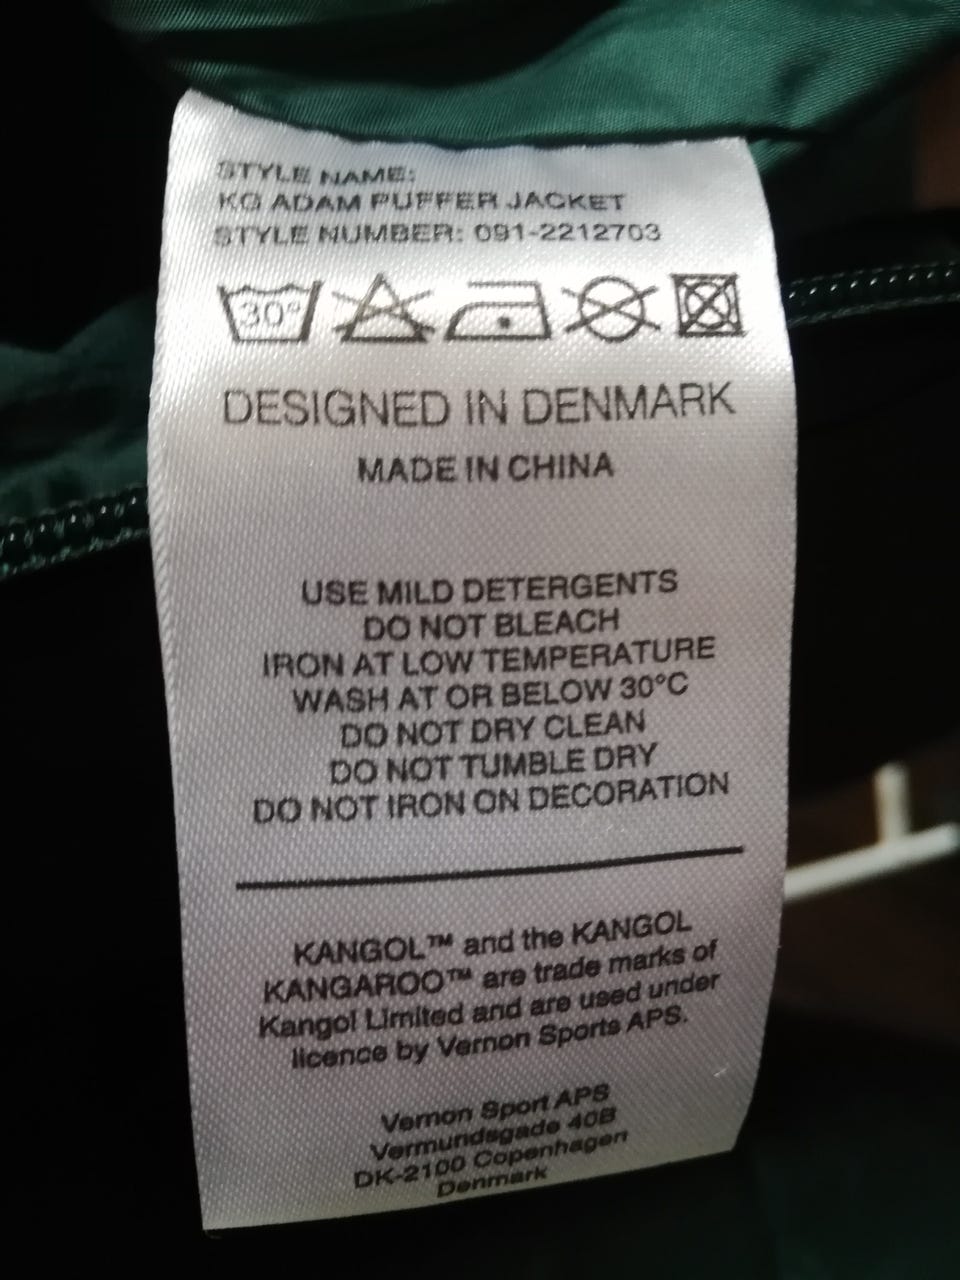 STYLE NAME:
KG ADAM PUFFER JACKET
STYLE NUMBER: 091-2212703
30°
DESIGNED IN DENMARK
MADE IN CHINA
USE MILD DETERGENTS
DO NOT BLEACH
IRON AT LOW TEMPERATURE
WASH AT OR BELOW 30°C
DO NOT DRY CLEAN
DO NOT TUMBLE DRY
DO NOT IRON ON DECORATION
KANGOL™ and the KANGOL
KANGAROO™ are trade marks of
Kangol Limited and are used under
licence by Vernon Sports APS.
Vernon Sport APS
Vermundsgade 40B
DK-2100 Copenhagen
Denmark